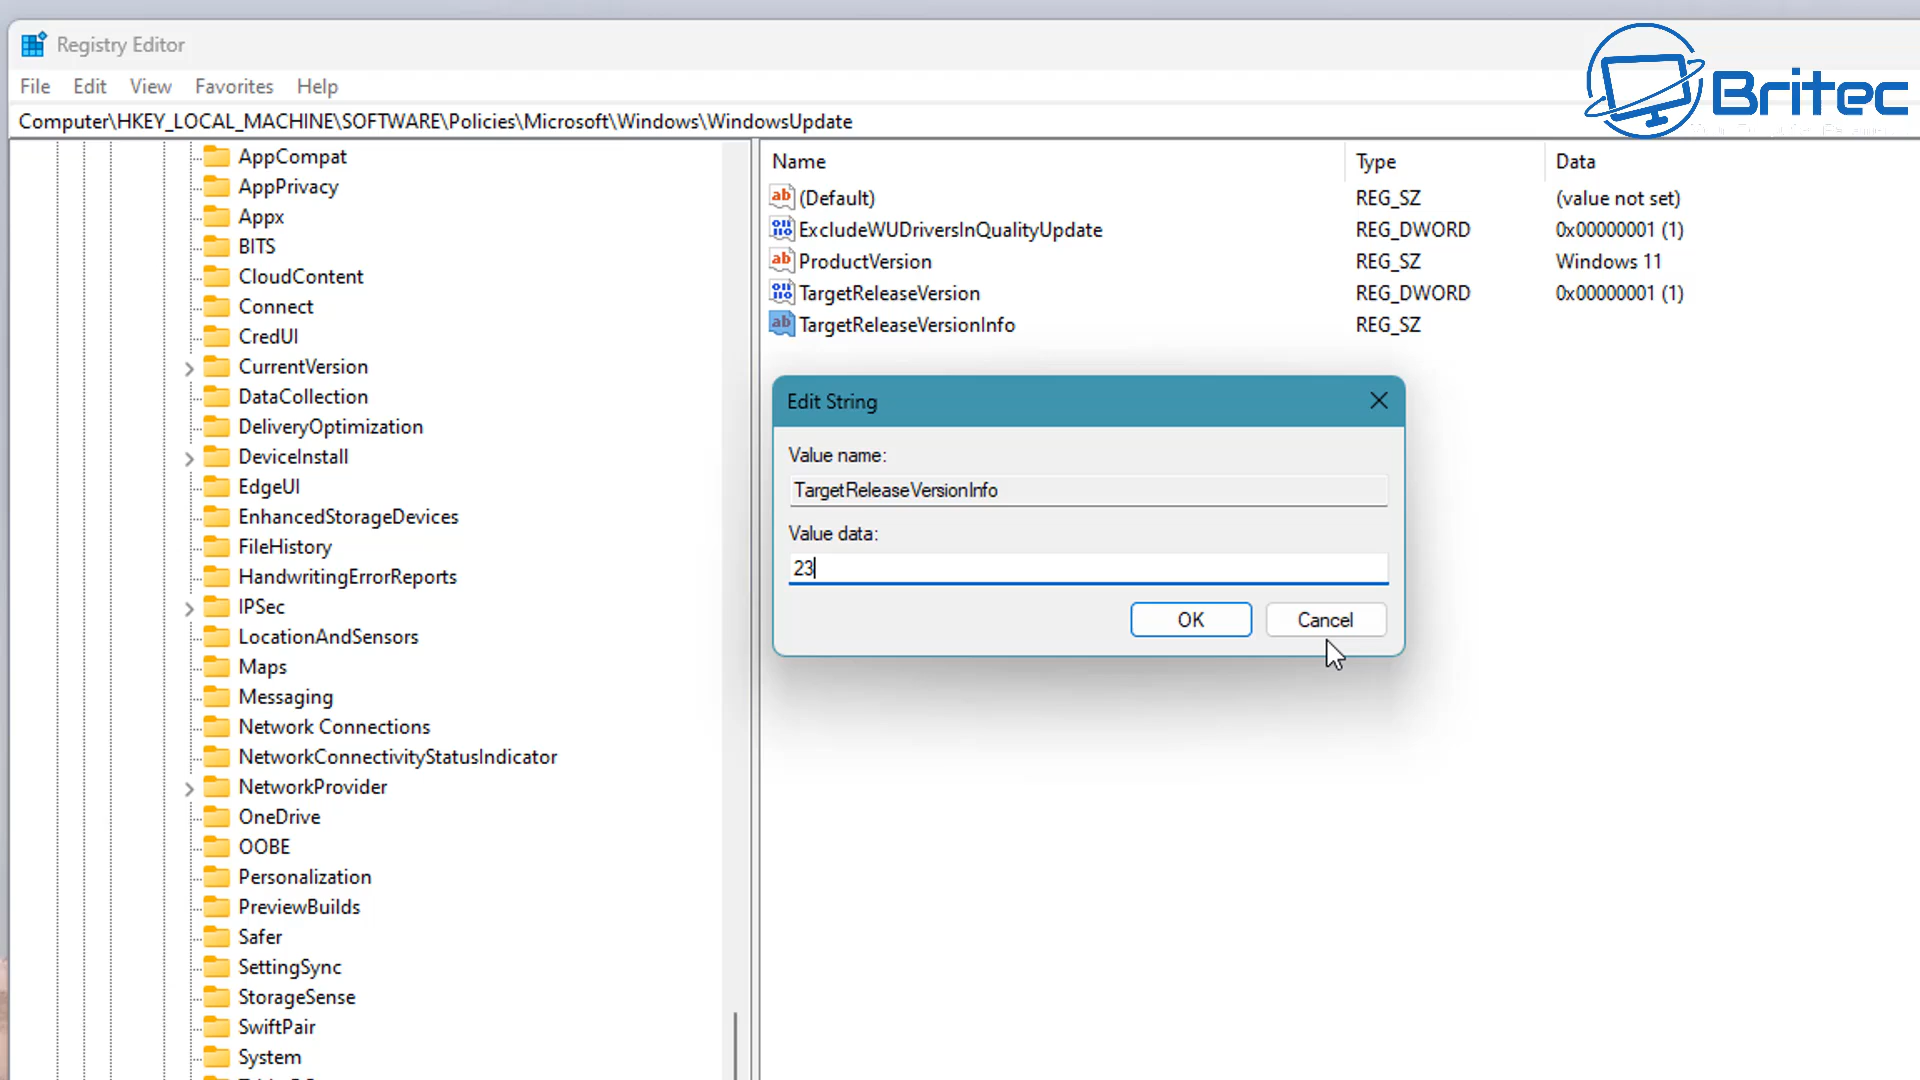 Registry Editor
Britec
File Edit View Favorites Help
Computer\HKEY_LOCAL_MACHINE\SOFTWARE\Policies\Microsoft\Windows\WindowsUpdate
AppCompat
AppPrivacy
Appx
BITS
CloudContent
Connect
CredUI
CurrentVersion
DataCollection
DeliveryOptimization
DeviceInstall
EdgeUI
EnhancedStorageDevices
FileHistory
HandwritingErrorReports
IPSec
LocationAndSensors
Maps
Messaging
Network Connections
NetworkConnectivityStatusIndicator
NetworkProvider
OneDrive
OOBE
Personalization
PreviewBuilds
Safer
SettingSync
StorageSense
SwiftPair
System
Name Type Data
(Default) REG_SZ (value not set)
ExcludeWUDriversInQualityUpdate REG_DWORD 0x00000001 (1)
ProductVersion REG_SZ Windows 11
TargetReleaseVersion REG_DWORD 0x00000001 (1)
TargetReleaseVersionInfo REG_SZ
Edit String
Value name:
TargetReleaseVersionInfo
Value data:
23
OK Cancel